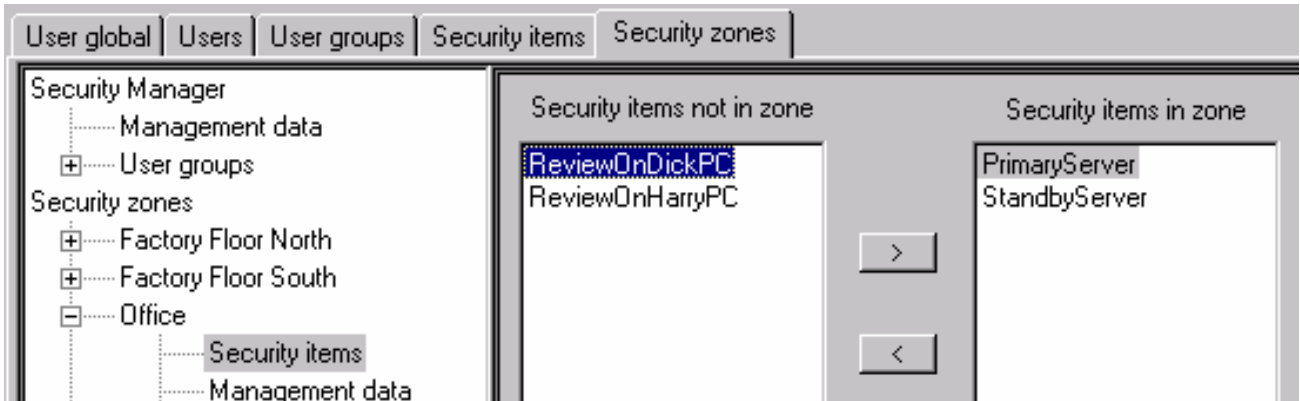 User global Users User groups Security items Security zones
Security Manager
Management data
User groups
Security zones
Factory Floor North
Factory Floor South
Office
Security items
Management data
Security items not in zone
ReviewOnDickPC
ReviewOnHarryPC
>
<
Security items in zone
PrimaryServer
StandbyServer